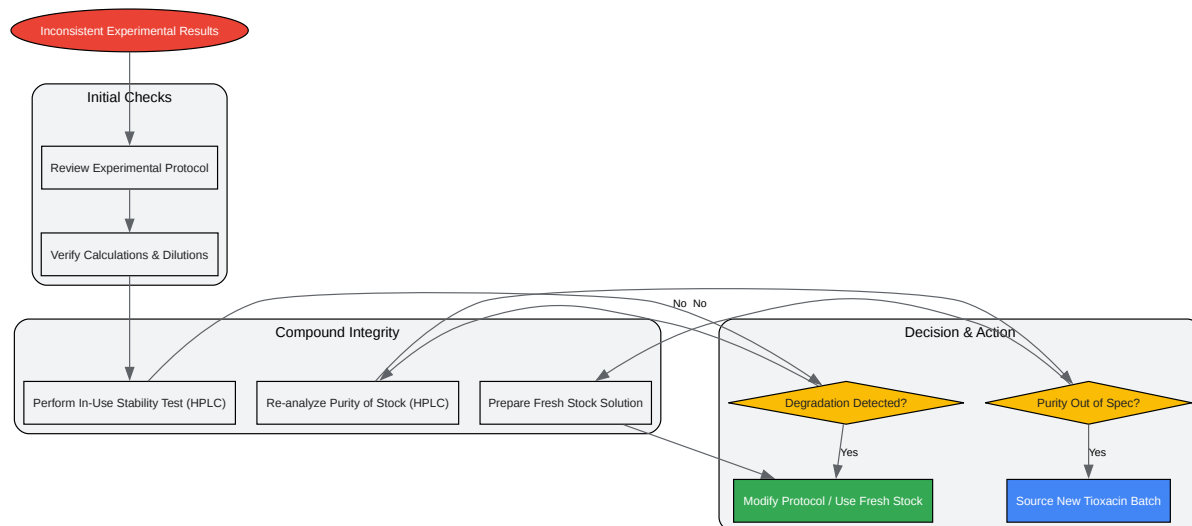 Inconsistent Experimental Results
Initial Checks
Review Experimental Protocol
Verify Calculations & Dilutions
No No
Compound Integrity
Decision & Action
Perform In-Use Stability Test (HPLC)
Re-analyze Purity of Stock (HPLC)
Prepare Fresh Stock Solution
Degradation Detected?
Purity Out of Spec?
Yes
Yes
Modify Protocol / Use Fresh Stock
Source New Tioxacin Batch